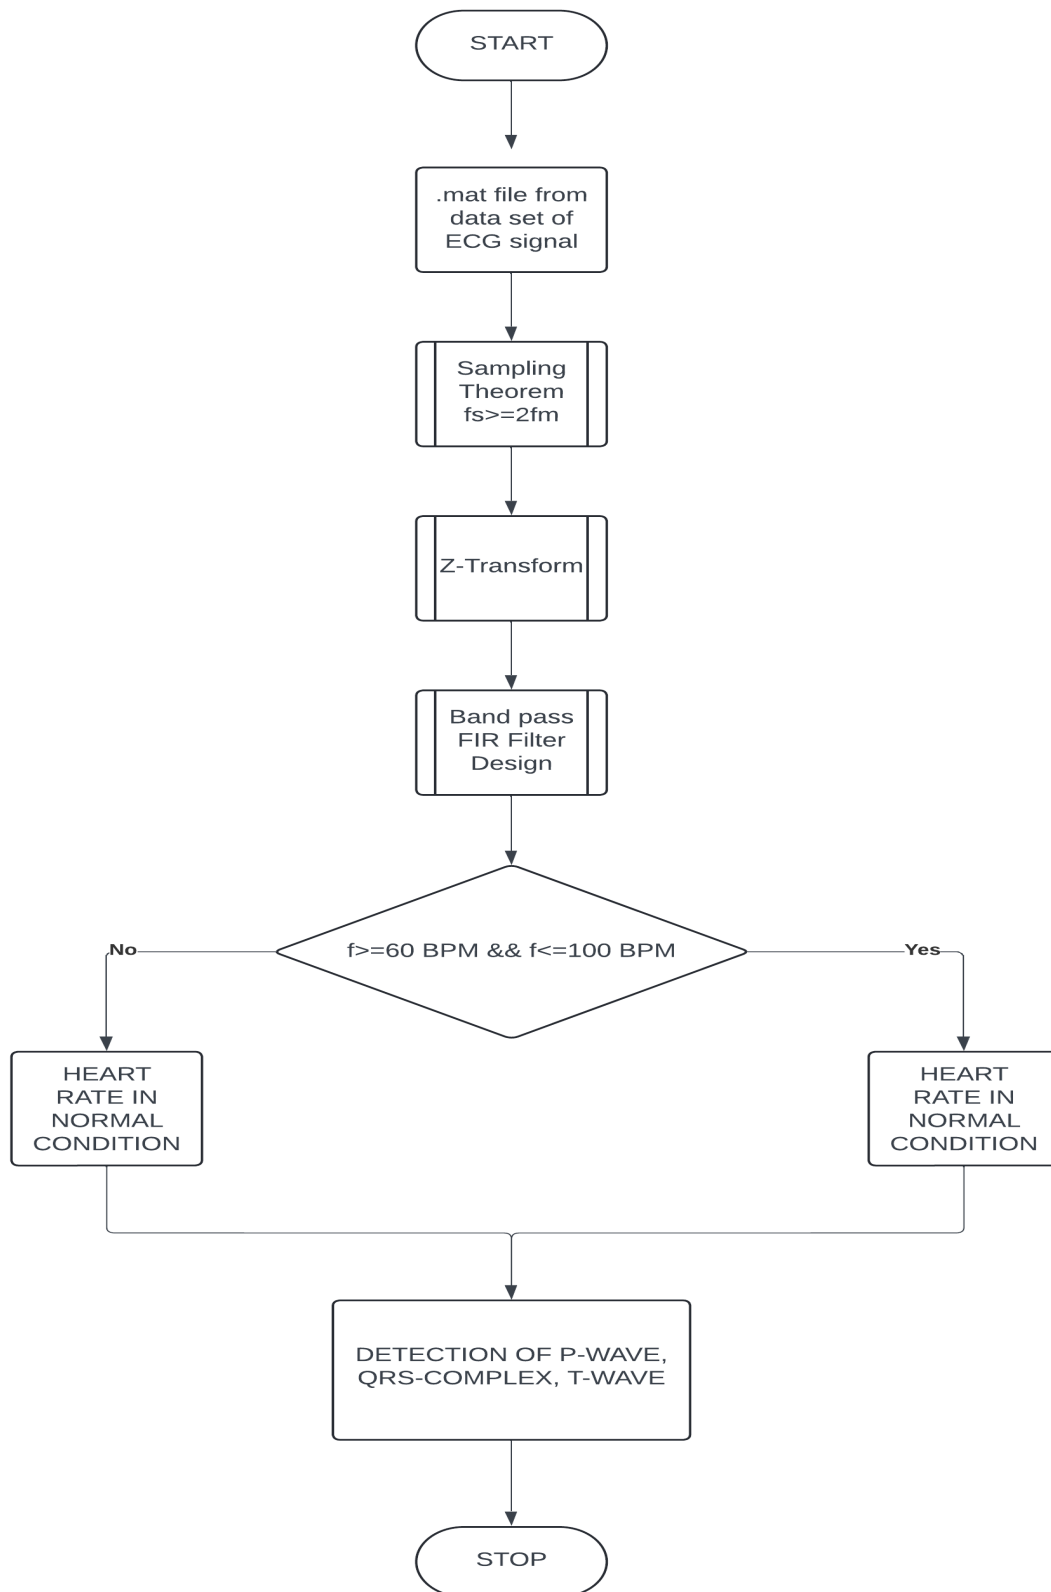 START
.mat file from
data set of
ECG signal
Sampling
Theorem
fs>=2fm
Z-Transform
Band pass
FIR Filter
Design
f>=60 BPM && f<=100 BPM
No
Yes
HEART
RATE IN
NORMAL
CONDITION
HEART
RATE IN
NORMAL
CONDITION
DETECTION OF P-WAVE,
QRS-COMPLEX, T-WAVE
STOP